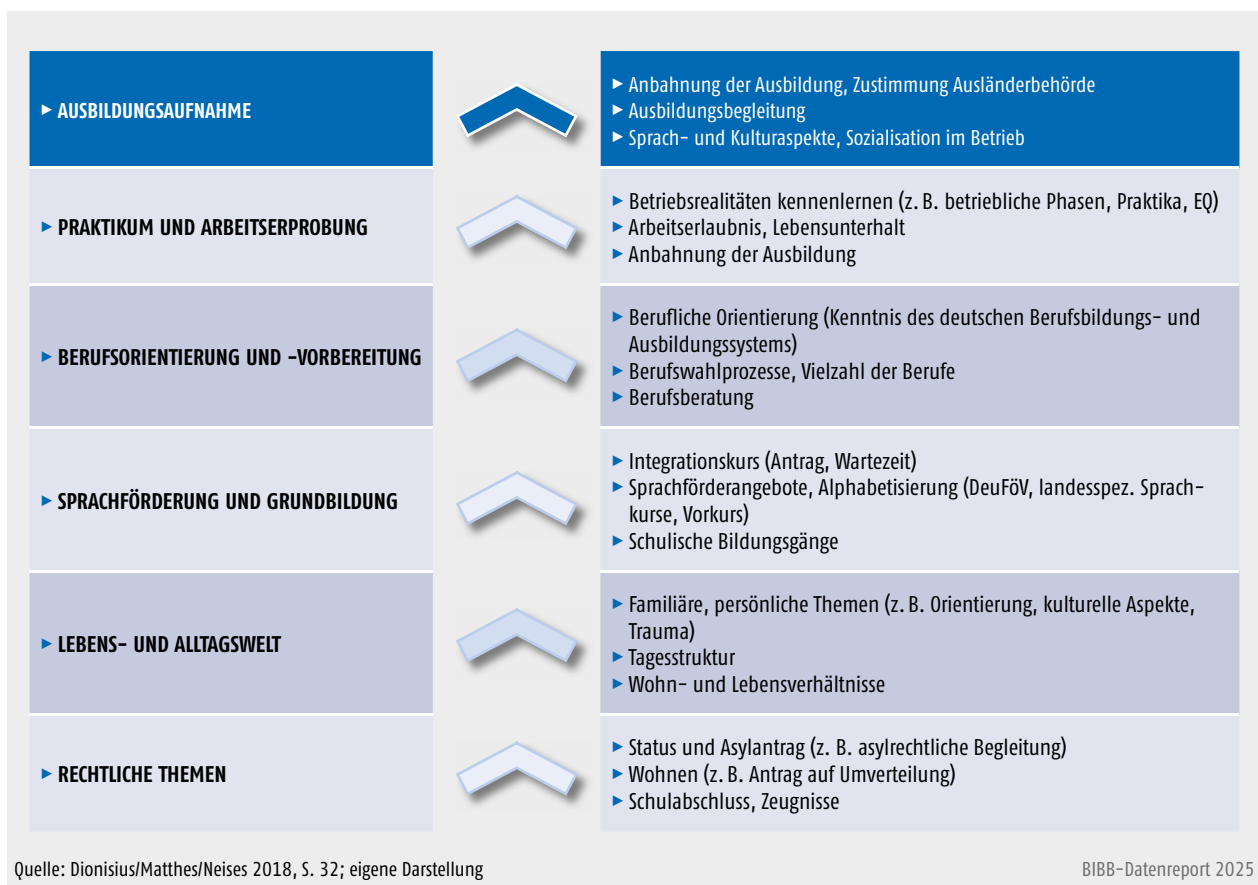 ▶ AUSBILDUNGSAUFNAHME
▶ Anbahnung der Ausbildung, Zustimmung Ausländerbehörde
▶ Ausbildungsbegleitung
▶ Sprach- und Kulturaspekte, Sozialisation im Betrieb
▶ PRAKTIKUM UND ARBEITSERPROBUNG
▶ Betriebsrealitäten kennenlernen (z. B. betriebliche Phasen, Praktika, EQ)
▶ Arbeitserlaubnis, Lebensunterhalt
▶ Anbahnung der Ausbildung
▶ BERUFSORIENTIERUNG UND -VORBEREITUNG
▶ Berufliche Orientierung (Kenntnis des deutschen Berufsbildungs- und
Ausbildungssystems)
▶ Berufswahlprozesse, Vielzahl der Berufe
▶ Berufsberatung
▶ SPRACHFÖRDERUNG UND GRUNDBILDUNG
▶ Integrationskurs (Antrag, Wartezeit)
▶ Sprachförderangebote, Alphabetisierung (DeuFöV, landesspez. Sprach-
kurse, Vorkurs)
▶ Schulische Bildungsgänge
▶ LEBENS- UND ALLTAGSWELT
▶ Familiäre, persönliche Themen (z. B. Orientierung, kulturelle Aspekte,
Trauma)
▶ Tagesstruktur
▶ Wohn- und Lebensverhältnisse
▶ RECHTLICHE THEMEN
▶ Status und Asylantrag (z. B. asylrechtliche Begleitung)
▶ Wohnen (z. B. Antrag auf Umverteilung)
▶ Schulabschluss, Zeugnisse
Quelle: Dionisius/Matthes/Neises 2018, S. 32; eigene Darstellung
BIBB-Datenreport 2025